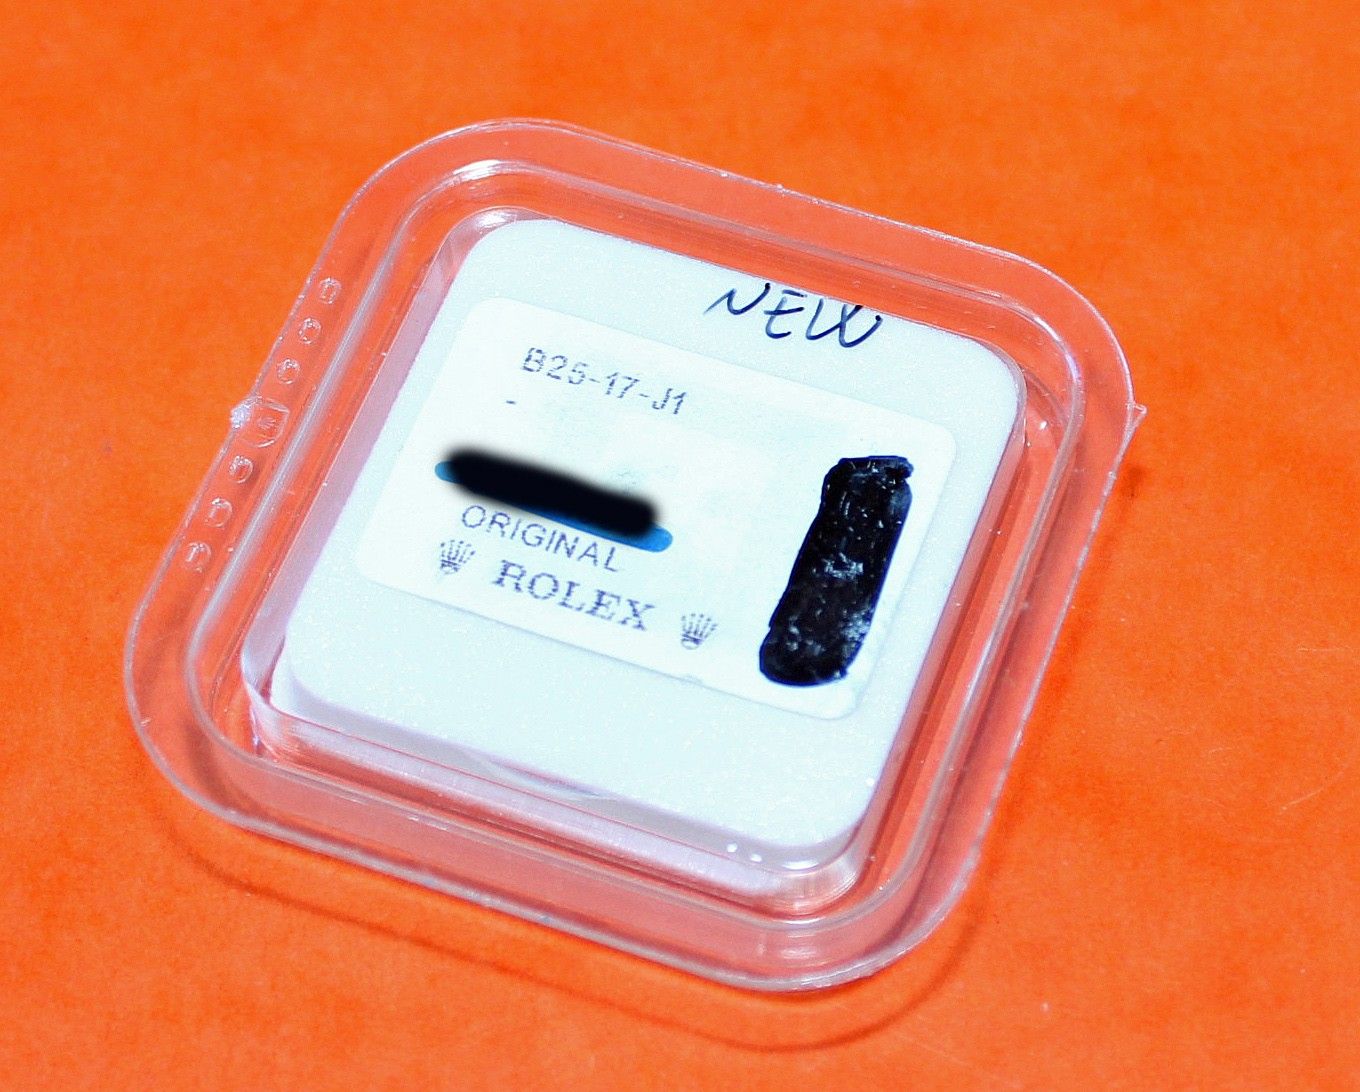 NEW
B25-17-J1
-
ORIGINAL
ROLEX